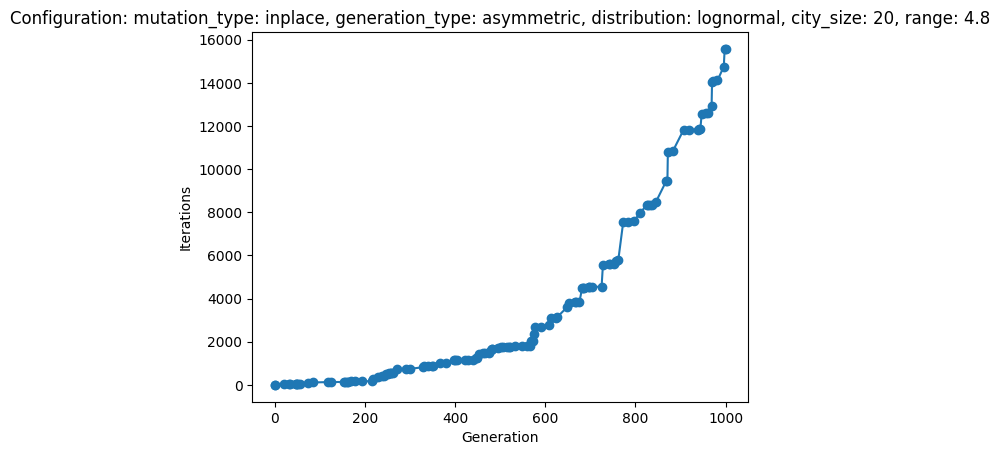 Configuration: mutation_type: inplace, generation_type: asymmetric, distribution: lognormal, city_size: 20, range: 4.8
16000
14000
12000
10000
8000
6000
4000
2000
0
Iterations
0 200 400 600 800 1000
Generation